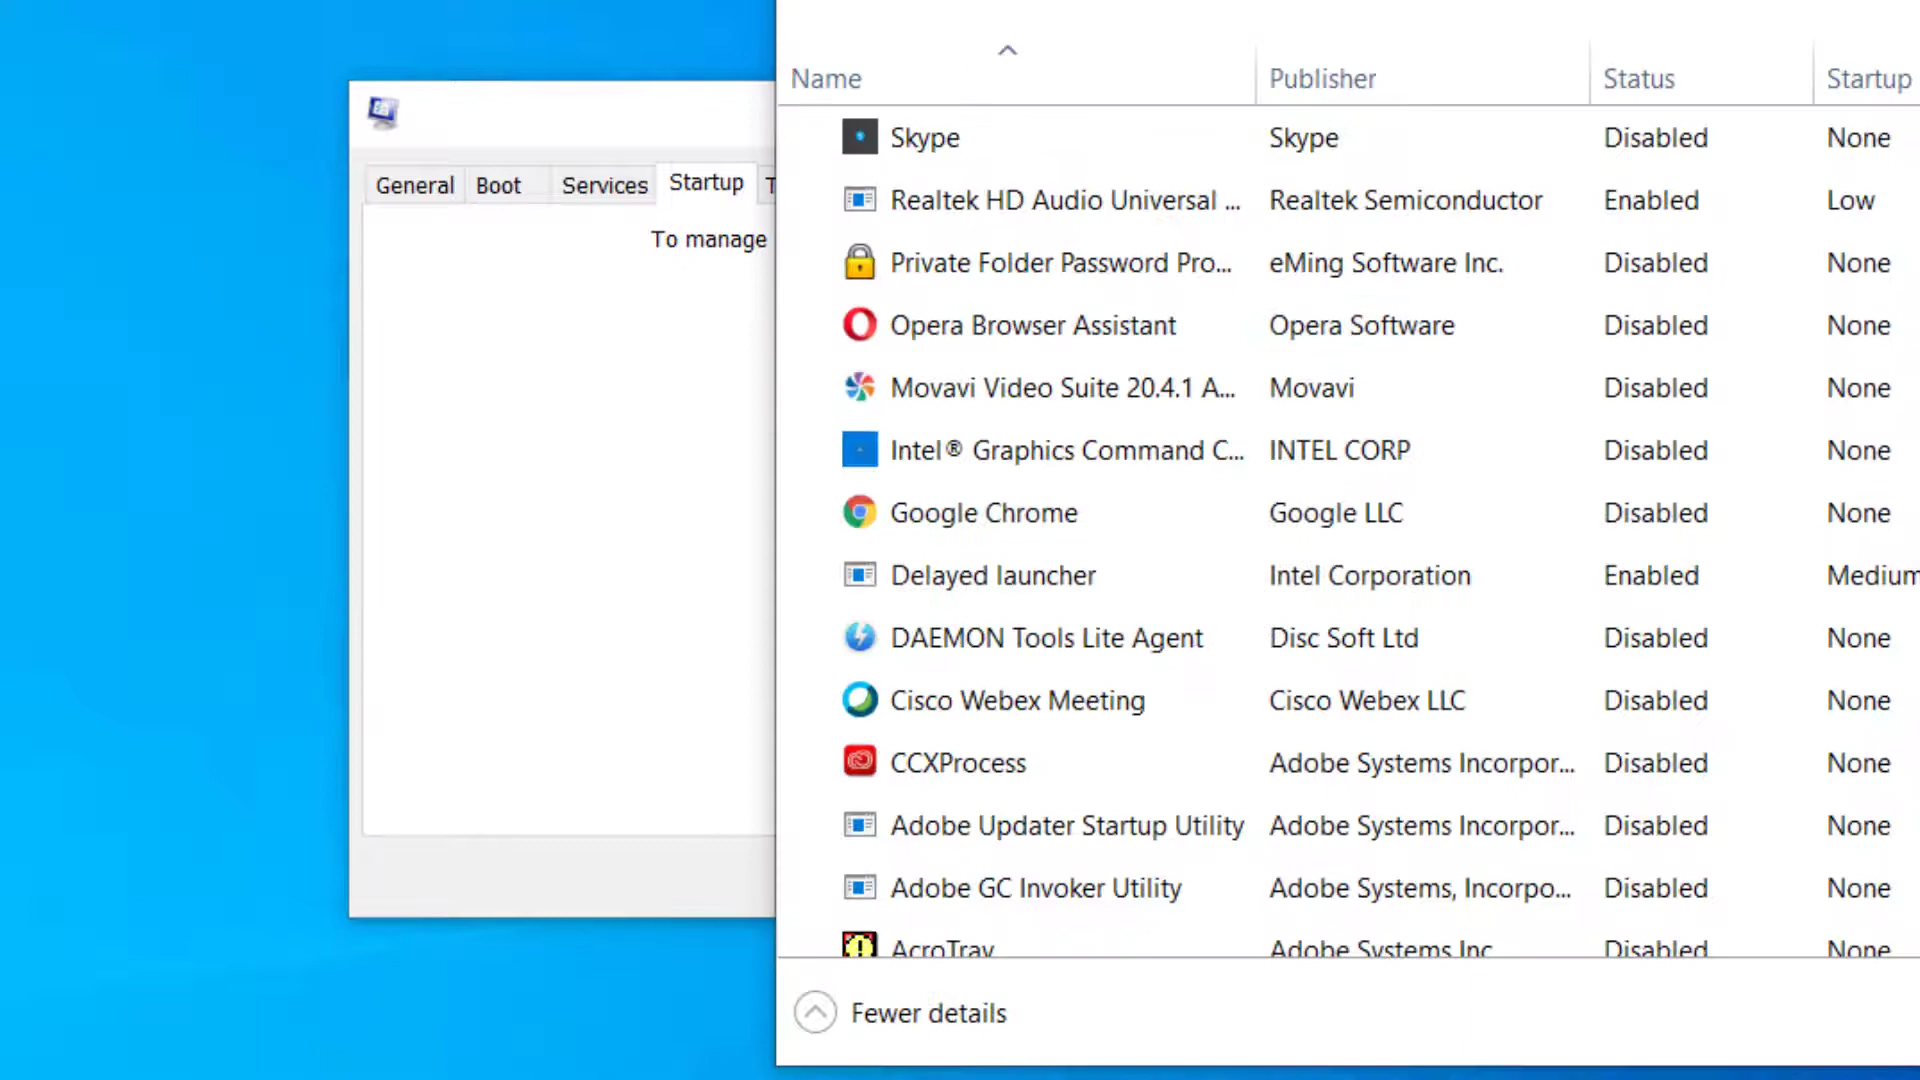 General Boot Services Startup T
To manage
Name Publisher Status Startup
Skype Skype Disabled None
Realtek HD Audio Universal ... Realtek Semiconductor Enabled Low
Private Folder Password Pro... eMing Software Inc. Disabled None
Opera Browser Assistant Opera Software Disabled None
Movavi Video Suite 20.4.1 A... Movavi Disabled None
Intel® Graphics Command C... INTEL CORP Disabled None
Google Chrome Google LLC Disabled None
Delayed launcher Intel Corporation Enabled Medium
DAEMON Tools Lite Agent Disc Soft Ltd Disabled None
Cisco Webex Meeting Cisco Webex LLC Disabled None
CCXProcess Adobe Systems Incorpor... Disabled None
Adobe Updater Startup Utility Adobe Systems Incorpor... Disabled None
Adobe GC Invoker Utility Adobe Systems, Incorpo... Disabled None
AcroTray Adobe Systems Inc Disabled None
Fewer details